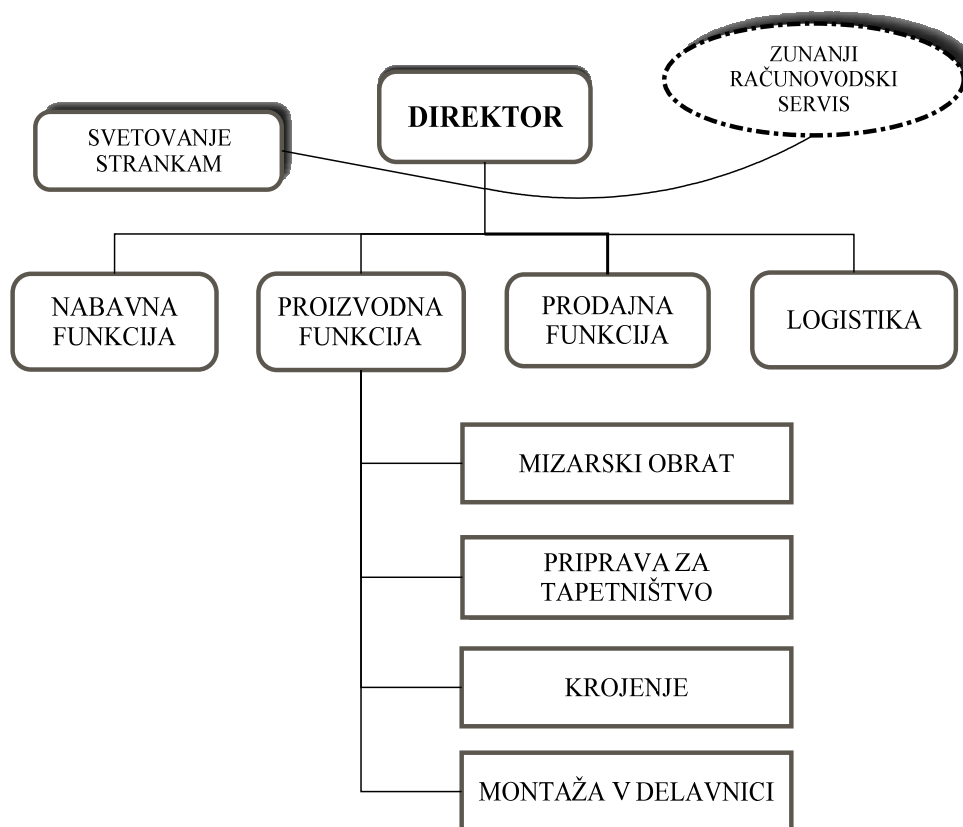 ZUNANJI
RAČUNOVODSKI
SERVIS
DIREKTOR
SVETOVANJE
STRANKAM
NABAVNA
FUNKCIJA
PROIZVODNA
FUNKCIJA
PRODAJNA
FUNKCIJA
LOGISTIKA
MIZARSKI OBRAT
PRIPRAVA ZA
TAPETNIŠTVO
KROJENJE
MONTAŽA V DELAVNICI